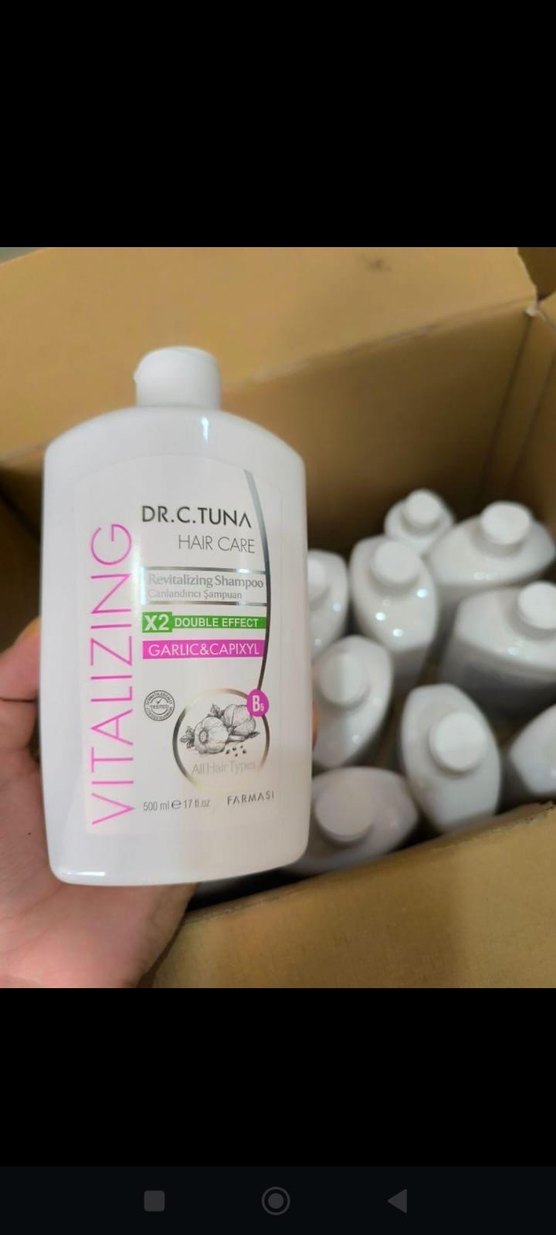 DR.C.TUNA
HAIR CARE
VITALIZING
Revitalizing Shampoo
Canlandırıcı Şampuan
X2 DOUBLE EFFECT
GARLIC&CAPIXYL
TESTED
B5
All Hair Types
500 ml e 17 fl.oz
FARMASI